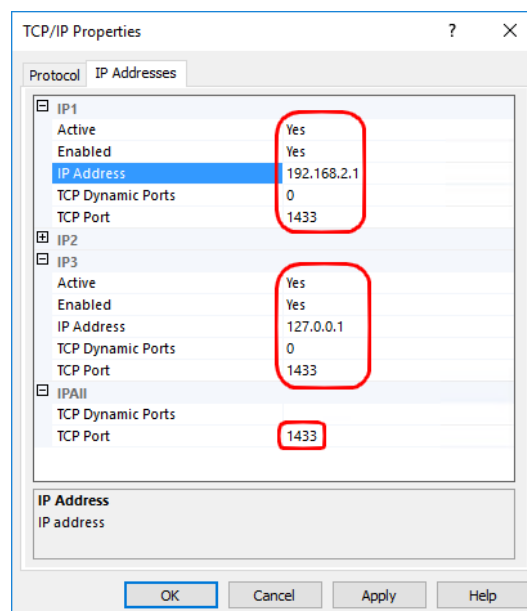 TCP/IP Properties ? X
Protocol IP Addresses
IP1
Active Yes
Enabled Yes
IP Address 192.168.2.1
TCP Dynamic Ports 0
TCP Port 1433
IP2
IP3
Active Yes
Enabled Yes
IP Address 127.0.0.1
TCP Dynamic Ports 0
TCP Port 1433
IPAll
TCP Dynamic Ports
TCP Port 1433
IP Address
IP address
OK Cancel Apply Help